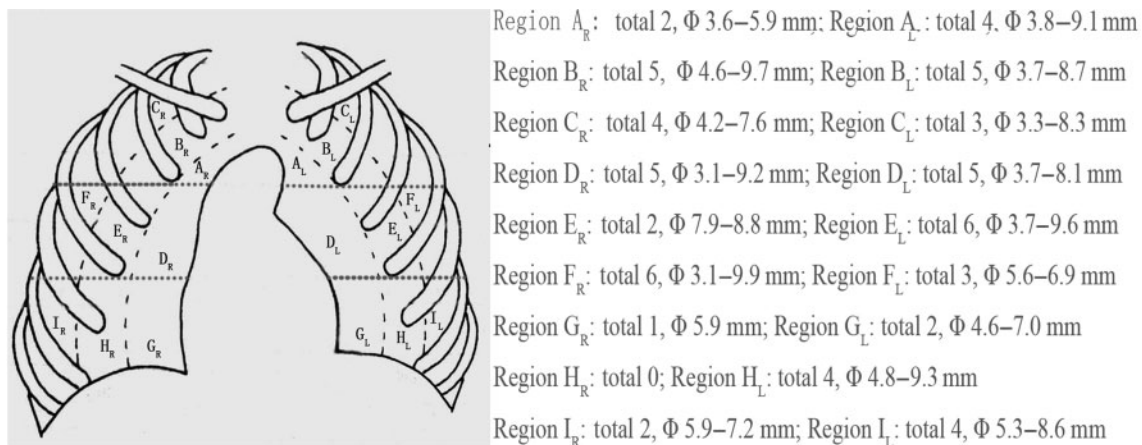 C_R C_L
B_R B_L
A_R A_L
F_R F_L
E_R E_L
D_R D_L
I_R I_L
H_R G_R G_L H_L
Region A_R: total 2, Φ 3.6–5.9 mm; Region A_L: total 4, Φ 3.8–9.1 mm
Region B_R: total 5, Φ 4.6–9.7 mm; Region B_L: total 5, Φ 3.7–8.7 mm
Region C_R: total 4, Φ 4.2–7.6 mm; Region C_L: total 3, Φ 3.3–8.3 mm
Region D_R: total 5, Φ 3.1–9.2 mm; Region D_L: total 5, Φ 3.7–8.1 mm
Region E_R: total 2, Φ 7.9–8.8 mm; Region E_L: total 6, Φ 3.7–9.6 mm
Region F_R: total 6, Φ 3.1–9.9 mm; Region F_L: total 3, Φ 5.6–6.9 mm
Region G_R: total 1, Φ 5.9 mm; Region G_L: total 2, Φ 4.6–7.0 mm
Region H_R: total 0; Region H_L: total 4, Φ 4.8–9.3 mm
Region I_R: total 2, Φ 5.9–7.2 mm; Region I_L: total 4, Φ 5.3–8.6 mm